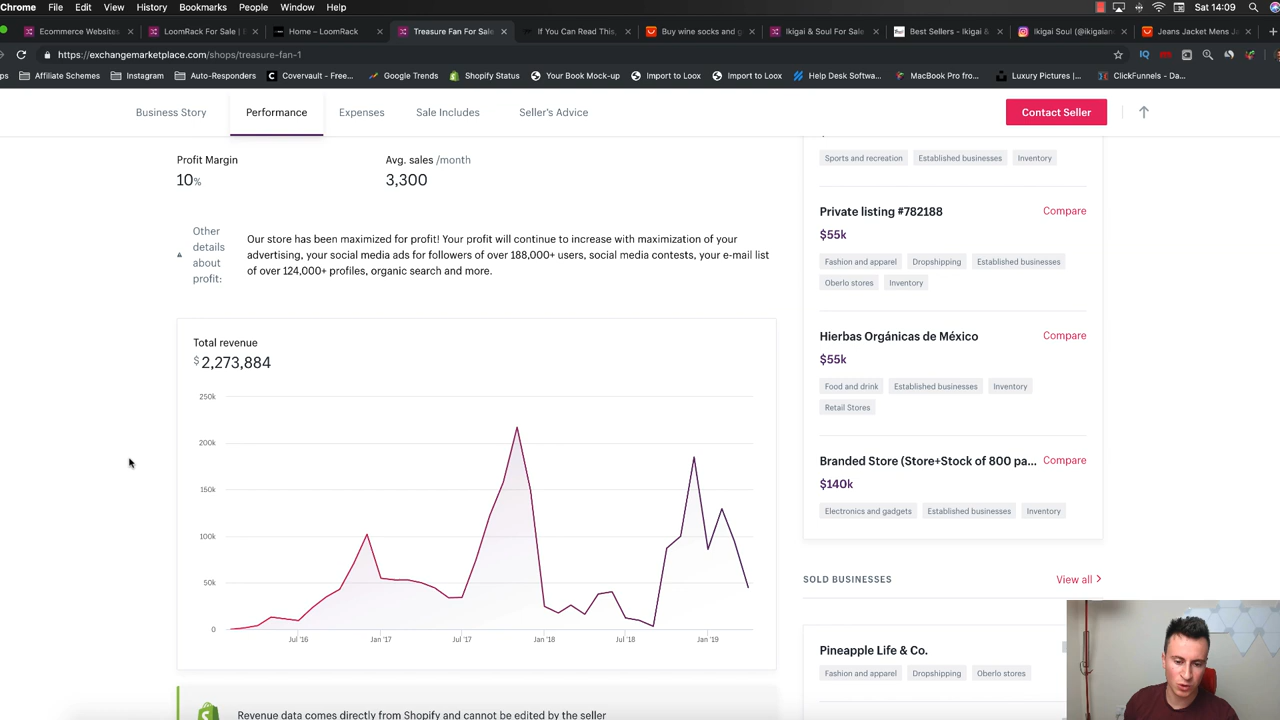 Chrome File Edit View History Bookmarks People Window Help Sat 14:09
Ecommerce Websites LoomRack For Sale | B Home – LoomRack Treasure Fan For Sale If You Can Read This, Buy wine socks and g Ikigai & Soul For Sale Best Sellers – Ikigai & Instagram Ikigai Soul (@ikigaian Jeans Jacket Mens J
https://exchangemarketplace.com/shops/treasure-fan-1
Affiliate Schemes Instagram Auto-Responders Covervault - Free... Google Trends Shopify Status Your Book Mock-up Import to Loox Import to Loox Help Desk Softwa... MacBook Pro fro... Luxury Pictures |... ClickFunnels - Da...
Business Story Performance Expenses Sale Includes Seller's Advice Contact Seller
Profit Margin
10%
Avg. sales /month
3,300
Other details about profit:
Our store has been maximized for profit! Your profit will continue to increase with maximization of your
advertising, your social media ads for followers of over 188,000+ users, social media contests, your e-mail list
of over 124,000+ profiles, organic search and more.
Total revenue
$2,273,884
250k
200k
150k
100k
50k
0
Jul '16 Jan '17 Jul '17 Jan '18 Jul '18 Jan '19
Revenue data comes directly from Shopify and cannot be edited by the seller
Sports and recreation Established businesses Inventory
Private listing #782188 Compare
$55k
Fashion and apparel Dropshipping Established businesses
Oberlo stores Inventory
Hierbas Orgánicas de México Compare
$55k
Food and drink Established businesses Inventory
Retail Stores
Branded Store (Store+Stock of 800 pa... Compare
$140k
Electronics and gadgets Established businesses Inventory
SOLD BUSINESSES View all
Pineapple Life & Co.
Fashion and apparel Dropshipping Oberlo stores